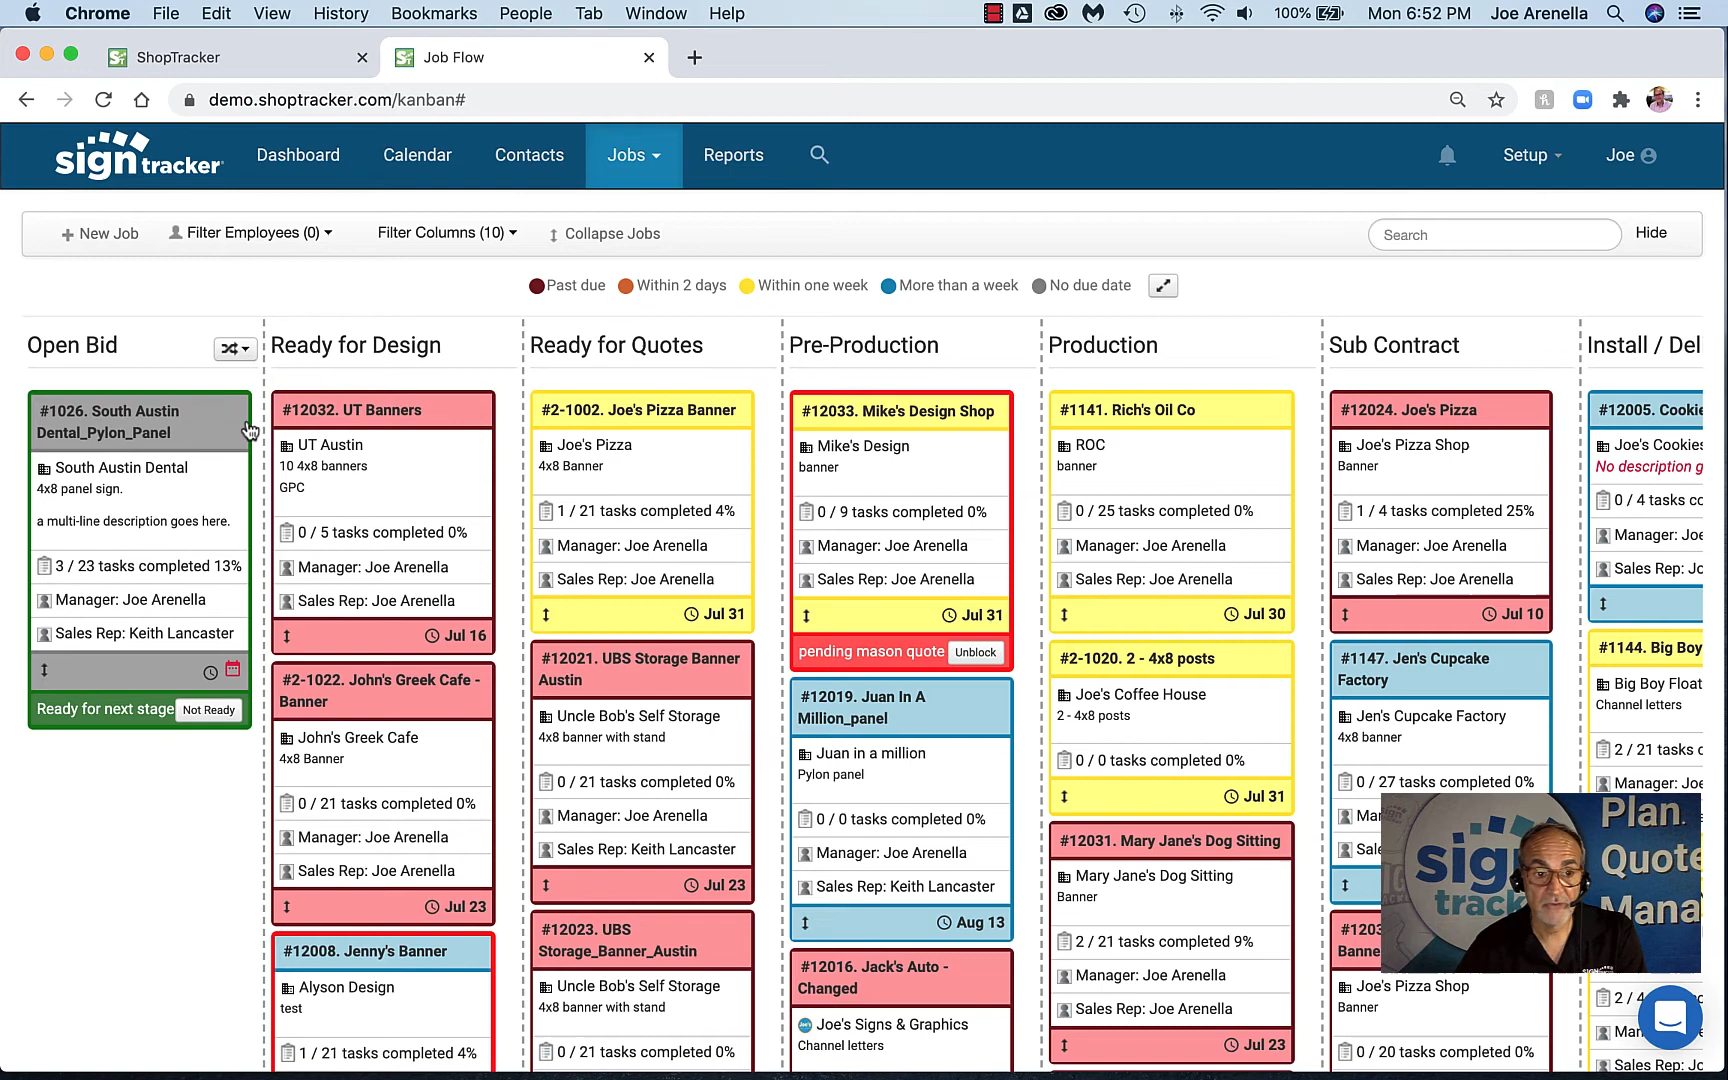 Chrome File Edit View History Bookmarks People Tab Window Help 100% Mon 6:52 PM Joe Arenella
ShopTracker
Job Flow
demo.shoptracker.com/kanban#
sign tracker Dashboard Calendar Contacts Jobs Reports Setup Joe
+ New Job Filter Employees (0) Filter Columns (10) Collapse Jobs Search Hide
Past due Within 2 days Within one week More than a week No due date
Open Bid
#1026. South Austin
Dental_Pylon_Panel
South Austin Dental
4x8 panel sign.
a multi-line description goes here.
3 / 23 tasks completed 13%
Manager: Joe Arenella
Sales Rep: Keith Lancaster
Ready for next stage Not Ready
Ready for Design
#12032. UT Banners
UT Austin
10 4x8 banners
GPC
0 / 5 tasks completed 0%
Manager: Joe Arenella
Sales Rep: Joe Arenella
Jul 16
#2-1022. John's Greek Cafe -
Banner
John's Greek Cafe
4x8 Banner
0 / 21 tasks completed 0%
Manager: Joe Arenella
Sales Rep: Joe Arenella
Jul 23
#12008. Jenny's Banner
Alyson Design
test
1 / 21 tasks completed 4%
Ready for Quotes
#2-1002. Joe's Pizza Banner
Joe's Pizza
4x8 Banner
1 / 21 tasks completed 4%
Manager: Joe Arenella
Sales Rep: Joe Arenella
Jul 31
#12021. UBS Storage Banner
Austin
Uncle Bob's Self Storage
4x8 banner with stand
0 / 21 tasks completed 0%
Manager: Joe Arenella
Sales Rep: Keith Lancaster
Jul 23
#12023. UBS
Storage_Banner_Austin
Uncle Bob's Self Storage
4x8 banner with stand
0 / 21 tasks completed 0%
Pre-Production
#12033. Mike's Design Shop
Mike's Design
banner
0 / 9 tasks completed 0%
Manager: Joe Arenella
Sales Rep: Joe Arenella
Jul 31
pending mason quote Unblock
#12019. Juan In A
Million_panel
Juan in a million
Pylon panel
0 / 0 tasks completed 0%
Manager: Joe Arenella
Sales Rep: Keith Lancaster
Aug 13
#12016. Jack's Auto -
Changed
Joe's Signs & Graphics
Channel letters
Production
#1141. Rich's Oil Co
ROC
banner
0 / 25 tasks completed 0%
Manager: Joe Arenella
Sales Rep: Joe Arenella
Jul 30
#2-1020. 2 - 4x8 posts
Joe's Coffee House
2 - 4x8 posts
0 / 0 tasks completed 0%
Jul 31
#12031. Mary Jane's Dog Sitting
Mary Jane's Dog Sitting
Banner
2 / 21 tasks completed 9%
Manager: Joe Arenella
Sales Rep: Joe Arenella
Jul 23
Sub Contract
#12024. Joe's Pizza
Joe's Pizza Shop
Banner
1 / 4 tasks completed 25%
Manager: Joe Arenella
Sales Rep: Joe Arenella
Jul 10
#1147. Jen's Cupcake
Factory
Jen's Cupcake Factory
4x8 banner
0 / 27 tasks completed 0%
Joe's Pizza Shop
Banner
0 / 20 tasks completed 0%
Install / Del
#12005. Cookie
Joe's Cookies
No description g
0 / 4 tasks
Manager: Joe
Sales Rep: J
#1144. Big Boy
Big Boy Float
Channel letters
2 / 21 tasks
Manager: Joe
Plan.
Quote
Mana
sign
track